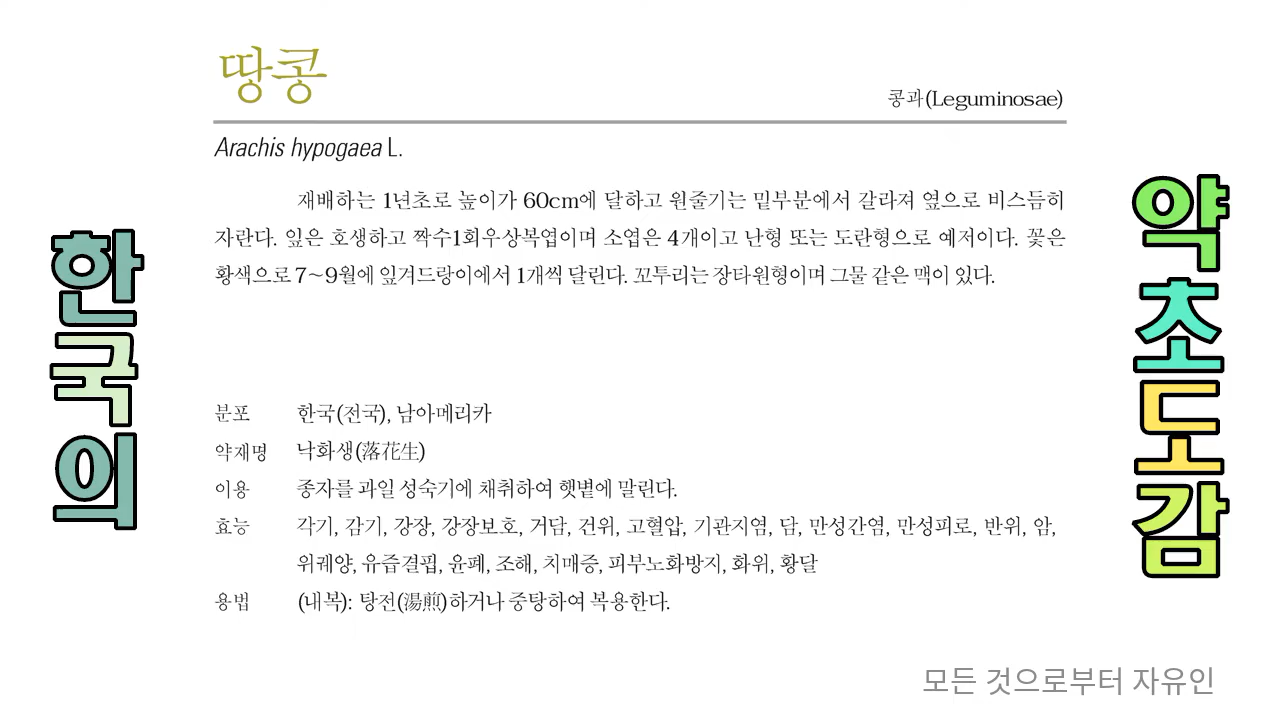 땅콩
콩과(Leguminosae)
Arachis hypogaea L.
재배하는 1년초로 높이가 60cm에 달하고 원줄기는 밑부분에서 갈라져 옆으로 비스듬히
자란다. 잎은 호생하고 짝수1회우상복엽이며 소엽은 4개이고 난형 또는 도란형으로 예저이다. 꽃은
황색으로 7~9월에 잎겨드랑이에서 1개씩 달린다. 꼬투리는 장타원형이며 그물 같은 맥이 있다.
분포 한국(전국), 남아메리카
약재명 낙화생(落花生)
이용 종자를 과일 성숙기에 채취하여 햇볕에 말린다.
효능 각기, 감기, 강장, 강장보호, 거담, 건위, 고혈압, 기관지염, 담, 만성간염, 만성피로, 반위, 암,
위궤양, 유즙결핍, 윤폐, 조해, 치매증, 피부노화방지, 화위, 황달
용법 (내복): 탕전(湯煎)하거나 중탕하여 복용한다.
한국의
약초도감
모든 것으로부터 자유인